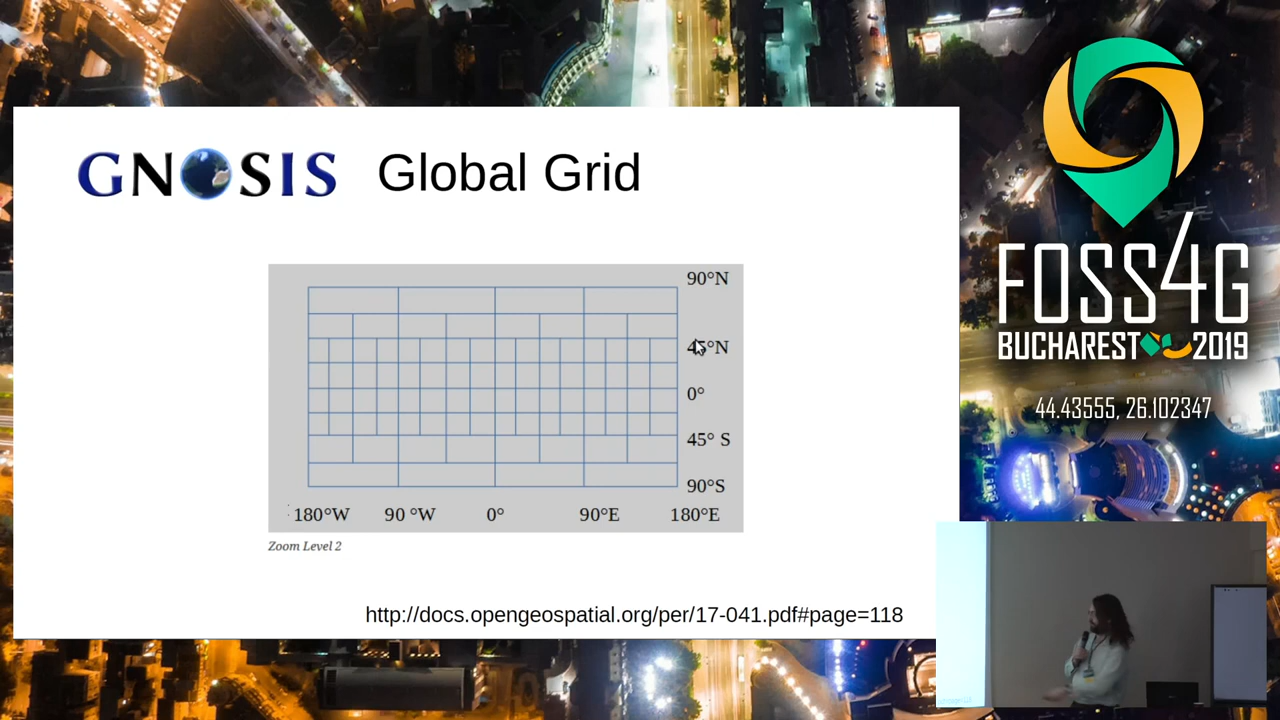 GNOSIS Global Grid
90°N
45°N
0°
45° S
90°S
180°W 90 °W 0° 90°E 180°E
Zoom Level 2
http://docs.opengeospatial.org/per/17-041.pdf#page=118
FOSS4G
BUCHAREST 2019
44.43555, 26.102347